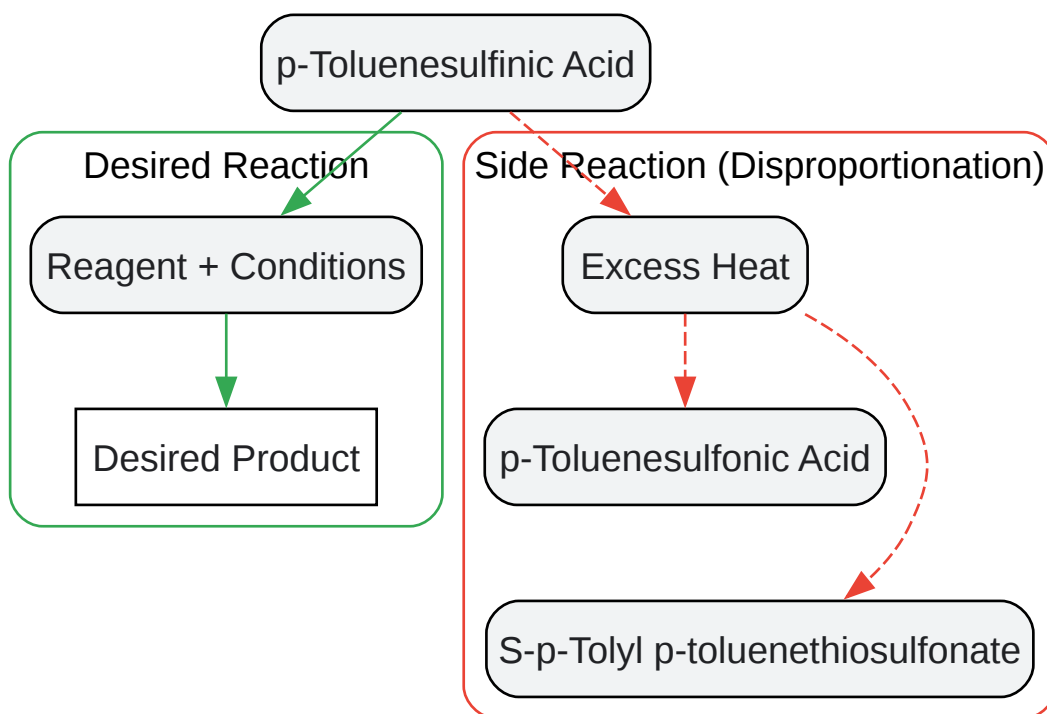 p-Toluenesulfinic Acid
Desired Reaction
Side Reaction (Disproportionation)
Reagent + Conditions
Excess Heat
Desired Product
p-Toluenesulfonic Acid
S-p-Tolyl p-toluenethiosulfonate